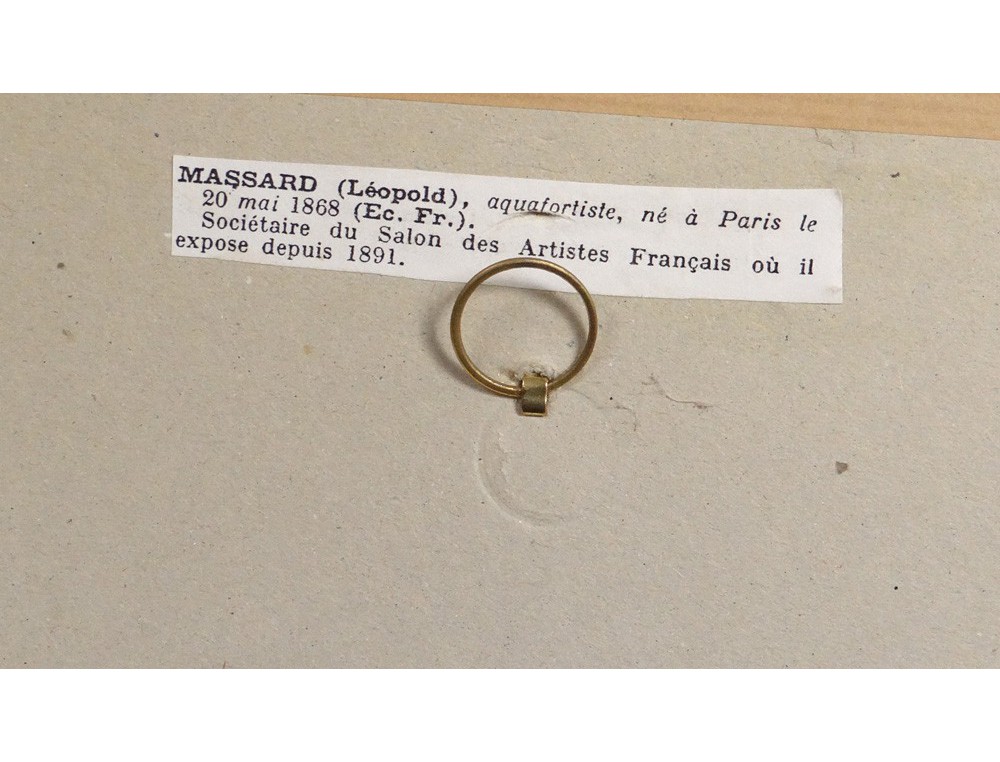 MASSARD (Léopold), aquafortiste, né à Paris le
20 mai 1868 (Ec. Fr.).
Sociétaire du Salon des Artistes Français où il
expose depuis 1891.